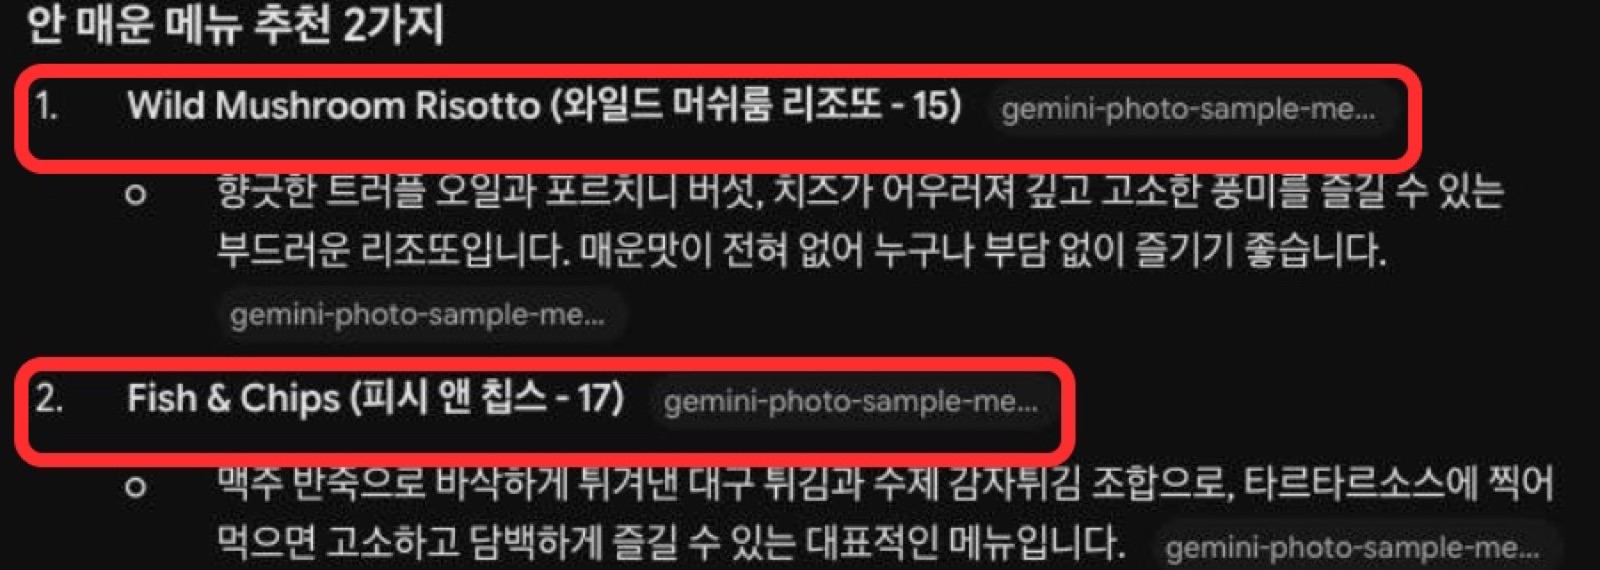 안 매운 메뉴 추천 2가지
1. Wild Mushroom Risotto (와일드 머쉬룸 리조또 - 15) gemini-photo-sample-me...
향긋한 트러플 오일과 포르치니 버섯, 치즈가 어우러져 깊고 고소한 풍미를 즐길 수 있는
부드러운 리조또입니다. 매운맛이 전혀 없어 누구나 부담 없이 즐기기 좋습니다.
gemini-photo-sample-me...
2. Fish & Chips (피시 앤 칩스 - 17) gemini-photo-sample-me...
맥주 반죽으로 바삭하게 튀겨낸 대구 튀김과 수제 감자튀김 조합으로, 타르타르소스에 찍어
먹으면 고소하고 담백하게 즐길 수 있는 대표적인 메뉴입니다. gemini-photo-sample-me...